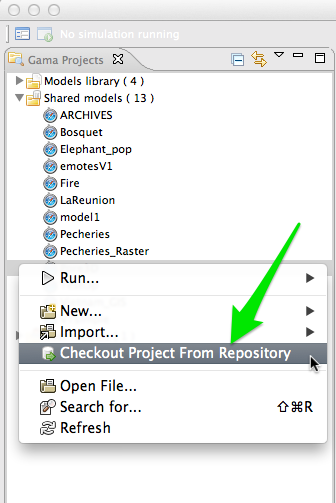 No simulation running
Gama Projects
Models library ( 4 )
Shared models ( 13 )
ARCHIVES
Bosquet
Elephant_pop
emotesV1
Fire
LaReunion
model1
Pecheries
Pecheries_Raster
Run...
New...
Import...
Checkout Project From Repository
Open File...
Search for... ⇧⌘R
Refresh